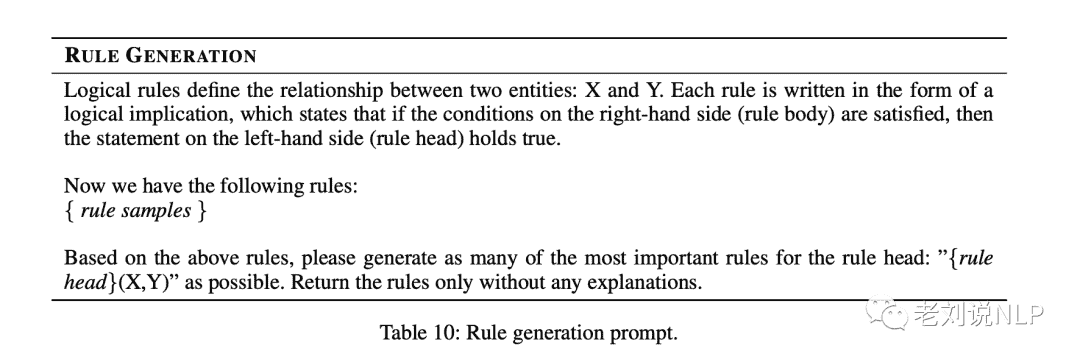 RULE GENERATION
Logical rules define the relationship between two entities: X and Y. Each rule is written in the form of a
logical implication, which states that if the conditions on the right-hand side (rule body) are satisfied, then
the statement on the left-hand side (rule head) holds true.
Now we have the following rules:
{ rule samples }
Based on the above rules, please generate as many of the most important rules for the rule head: ”{rule
head}(X,Y)” as possible. Return the rules only without any explanations.
老刘说NLP
Table 10: Rule generation prompt.